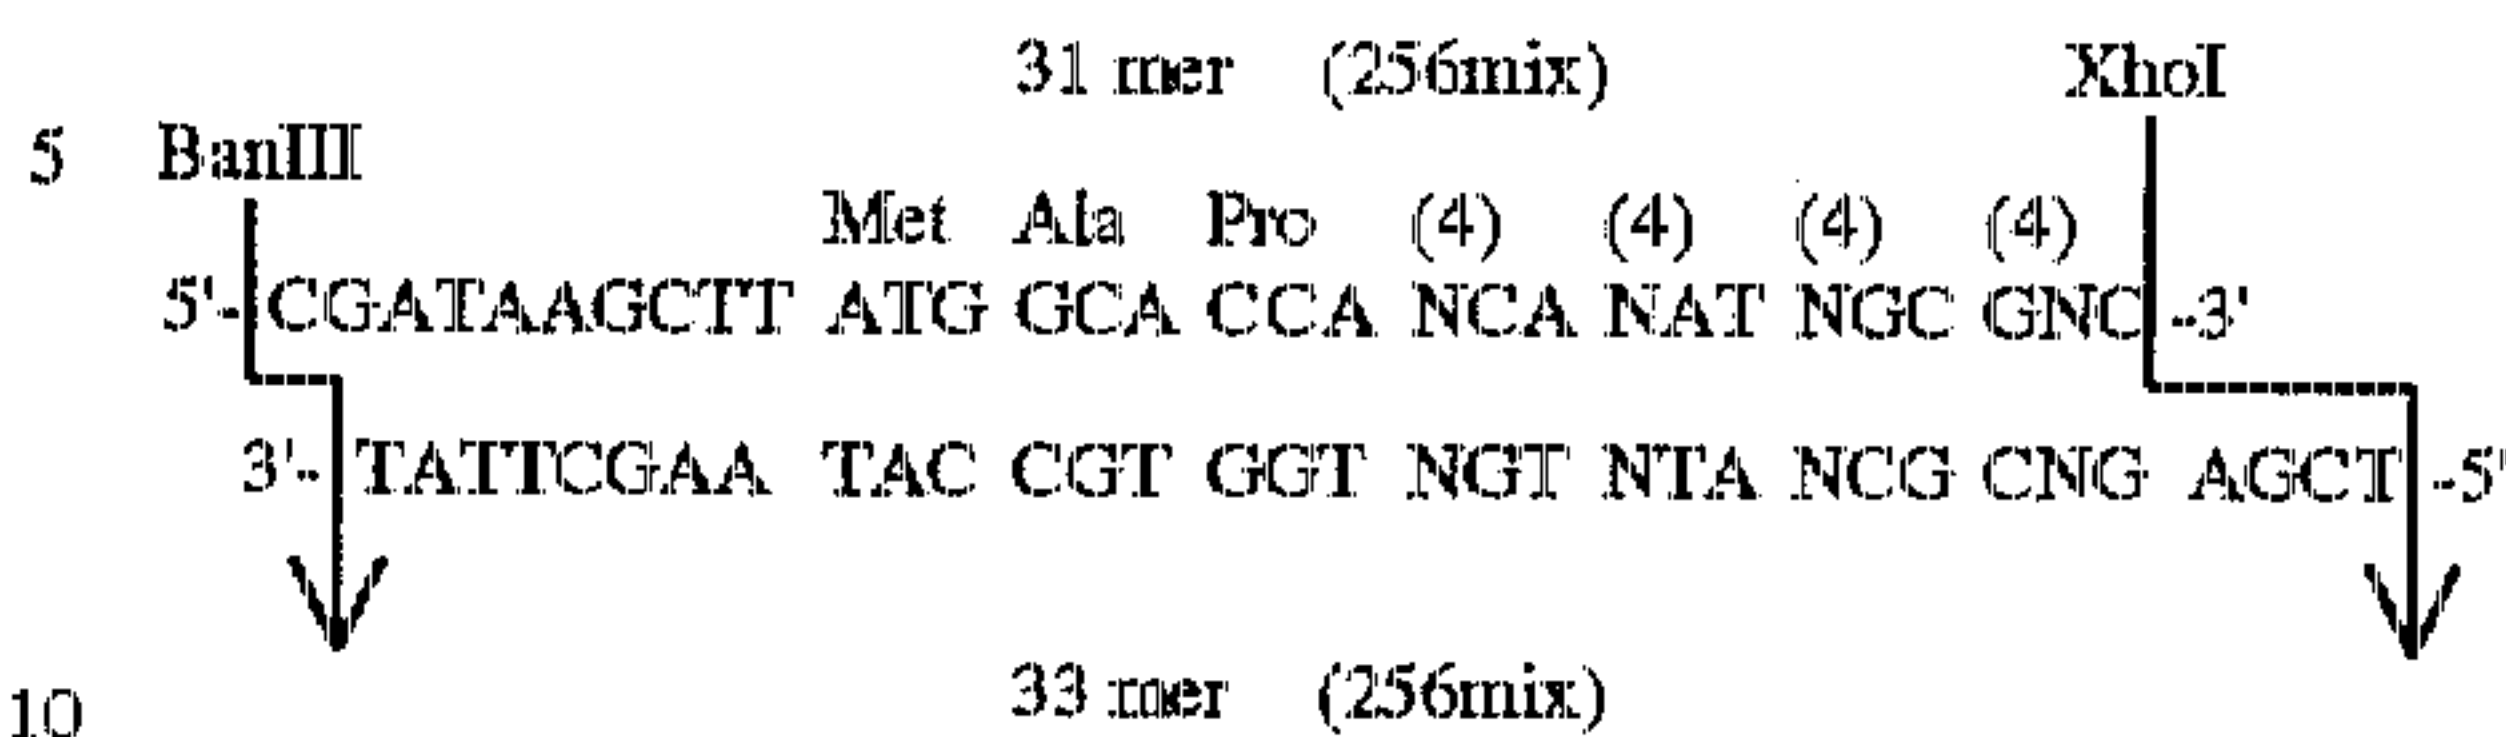 31 mer (256mix) XhoI
5 BanIII
Met Ala Pro (4) (4) (4) (4)
5'- CGATAAGCTT ATG GCA CCA NCA NAT NGC GNC -3'
3'- TATTCGAA TAC CGT GGT NGT NTA NCG CNG AGCT -5'
33 mer (256mix)
10